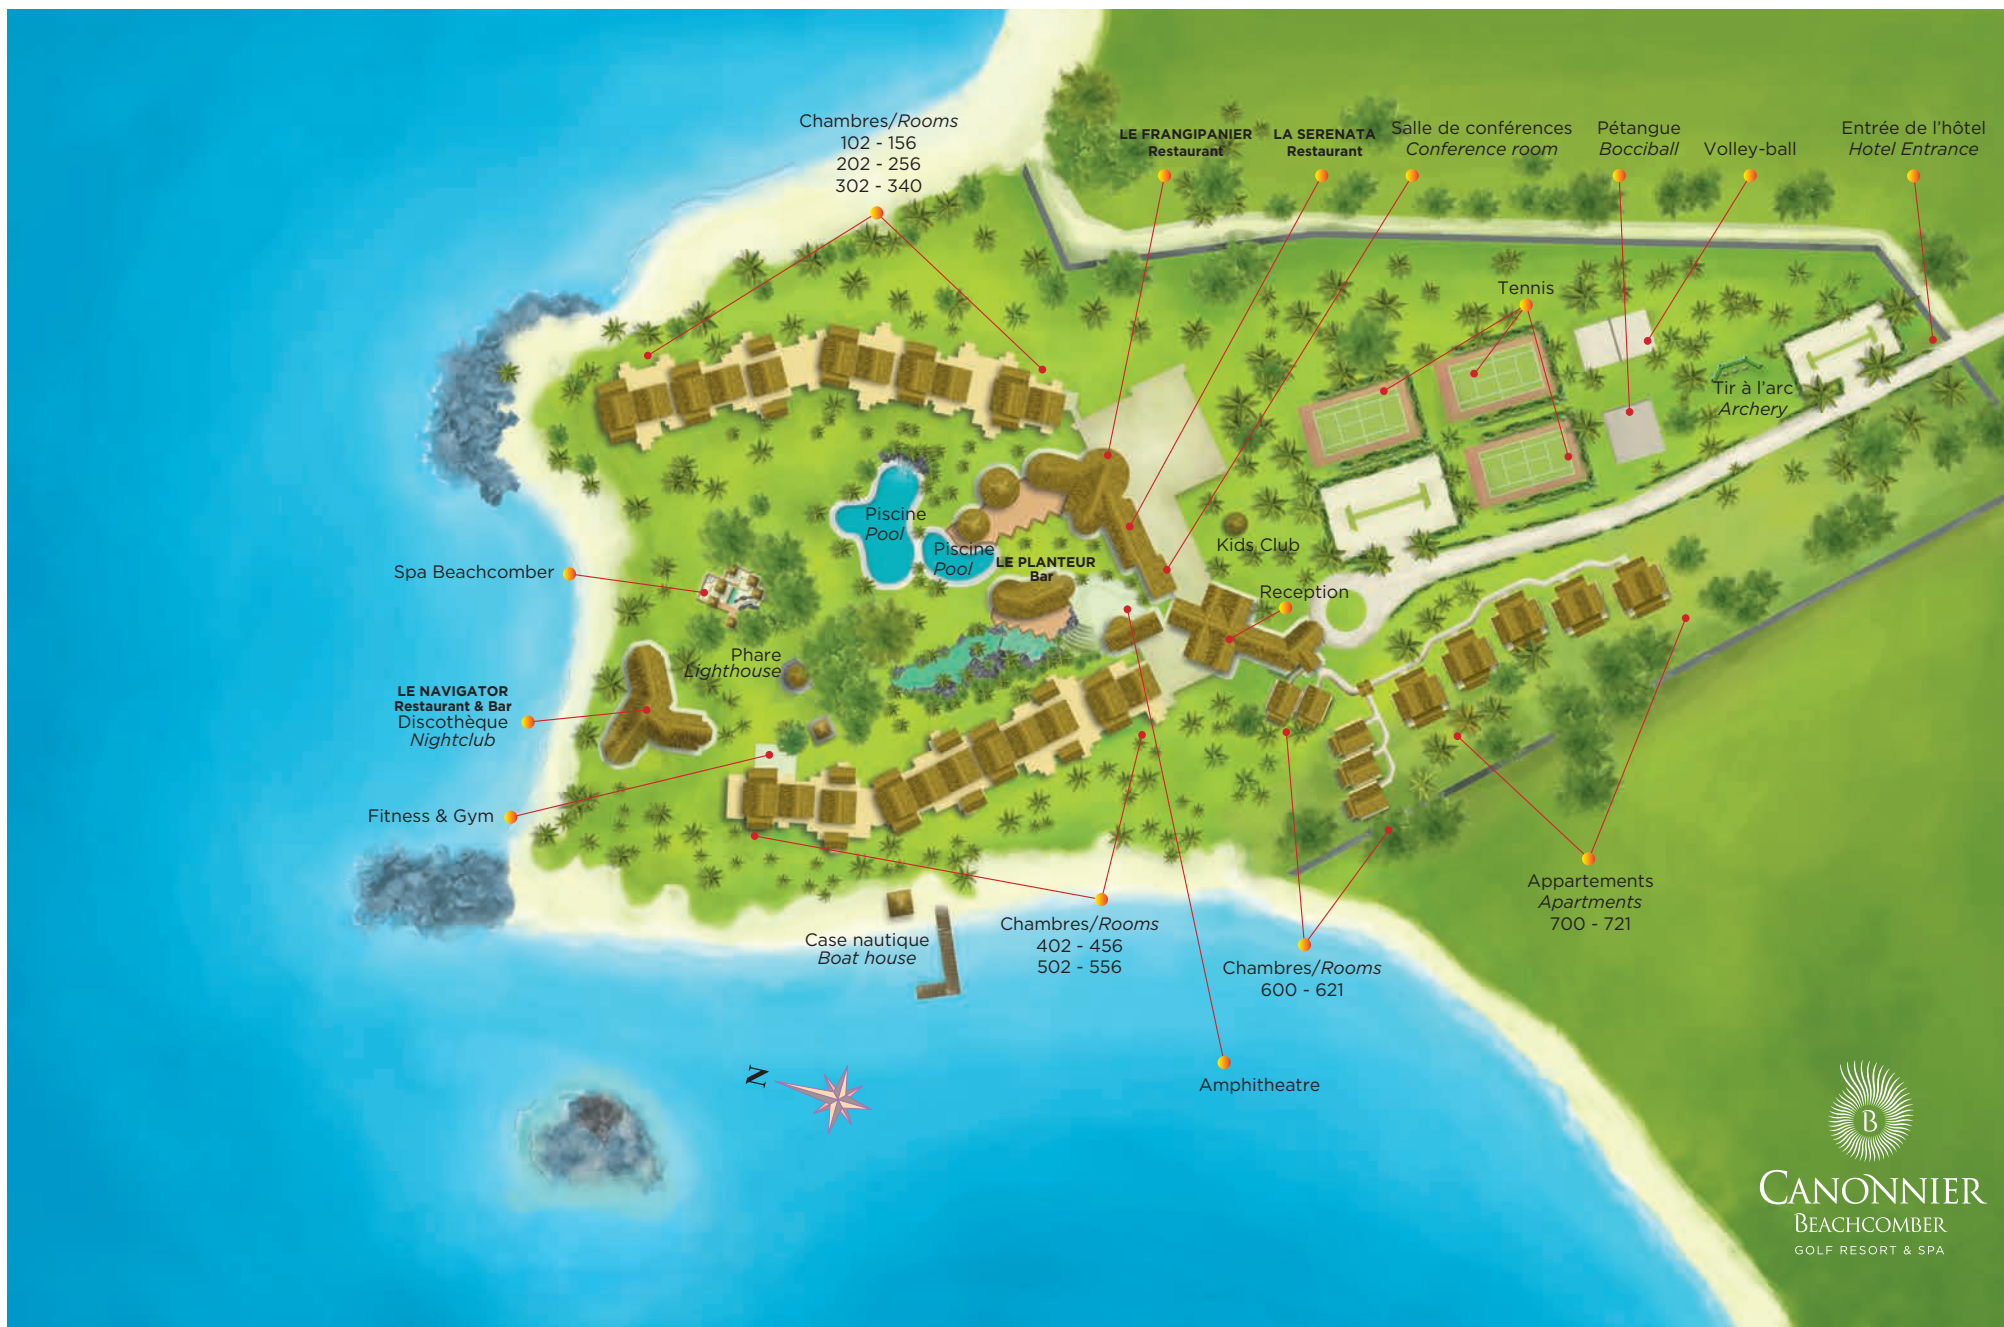 Chambres/Rooms
102 - 156
202 - 256
302 - 340
LE FRANGIPANIER
Restaurant
LA SERENATA
Restaurant
Salle de conférences
Conference room
Pétangue
Bocciball
Volley-ball
Entrée de l'hôtel
Hotel Entrance
Tennis
Tir à l'arc
Archery
Piscine
Pool
Piscine
Pool
LE PLANTEUR
Bar
Kids Club
Reception
Spa Beachcomber
Phare
Lighthouse
LE NAVIGATOR
Restaurant & Bar
Discothèque
Nightclub
Fitness & Gym
Case nautique
Boat house
Chambres/Rooms
402 - 456
502 - 556
Chambres/Rooms
600 - 621
Appartements
Apartments
700 - 721
Amphitheatre
N
B
CANONNIER
BEACHCOMBER
GOLF RESORT & SPA